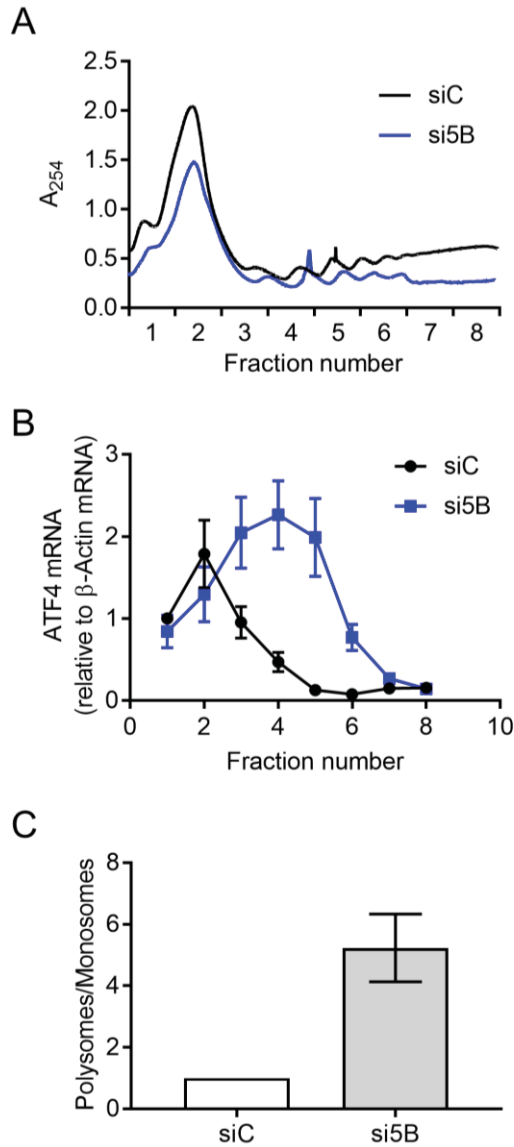 A
2.5
2.0
1.5
1.0
0.5
0.0
A254
siC
si5B
1 2 3 4 5 6 7 8
Fraction number
B
3
2
1
0
ATF4 mRNA
(relative to β-Actin mRNA)
siC
si5B
0 2 4 6 8 10
Fraction number
C
8
6
4
2
0
Polysomes/Monosomes
siC si5B